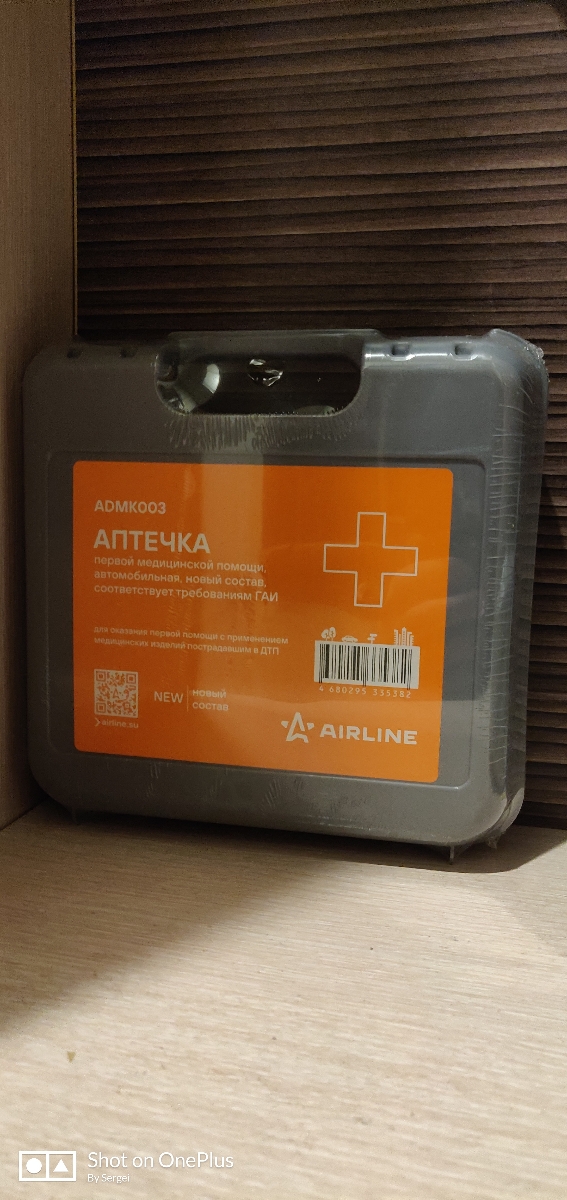 ADMK003
АПТЕЧКА
первой медицинской помощи,
автомобильная, новый состав,
соответствует требованиям ГАИ
для оказания первой помощи с применением
медицинских изделий пострадавшим в ДТП
4 680295 335382
NEW новый
состав
airline.su
AIRLINE
Shot on OnePlus
By Sergei